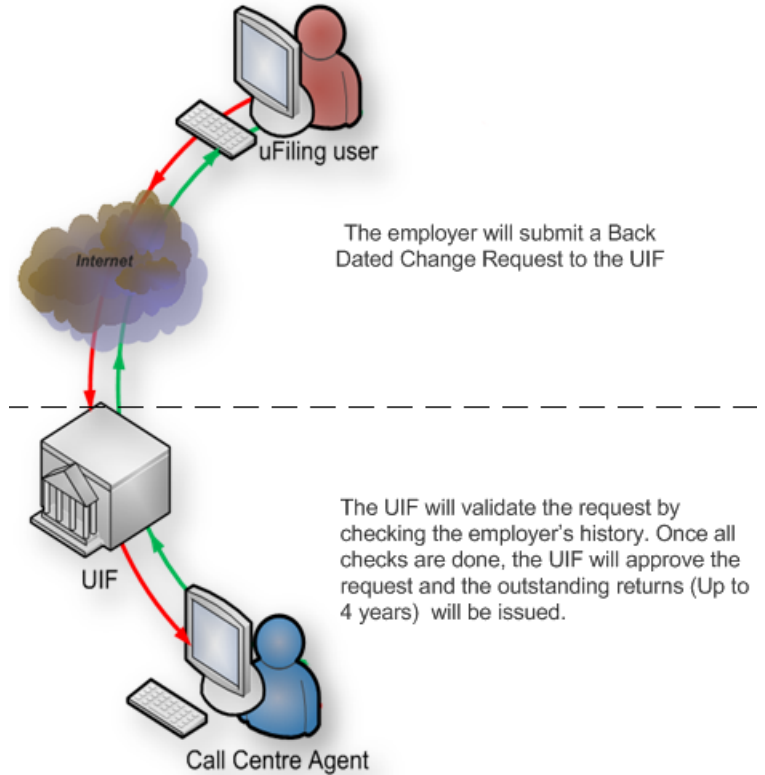 uFiling user
Internet
The employer will submit a Back
Dated Change Request to the UIF
UIF
The UIF will validate the request by
checking the employer's history. Once all
checks are done, the UIF will approve the
request and the outstanding returns (Up to
4 years) will be issued.
Call Centre Agent